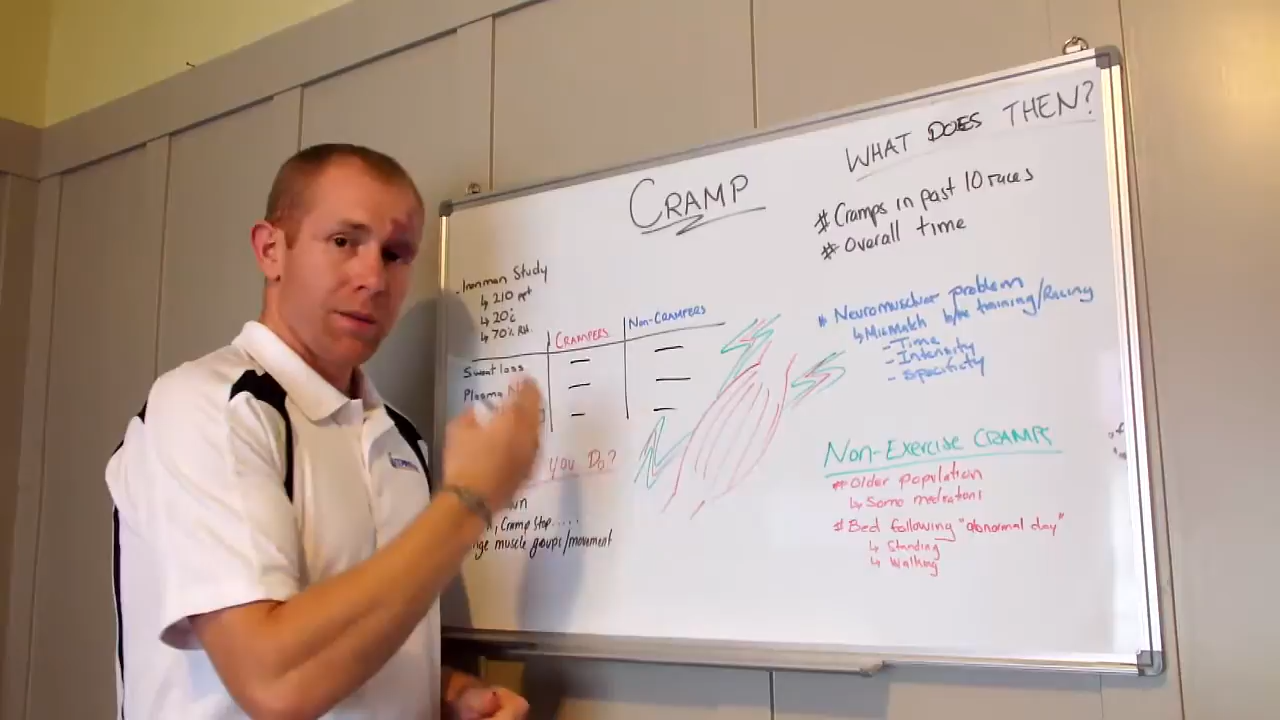 CRAMP
- Ironman Study
↳ 210 ppt
↳ 20°c
↳ 70% RH.
CRAMPERS
NON-CRAMPERS
Sweat loss
Plasma
YOU DO?
, Cramp Stop.....
muscle groups/movement
WHAT DOES THEN?
# Cramps in past 10 races
# Overall time
* Neuromuscular problem
↳ Mismatch b/w training/Racing
- Time
- Intensity
- Specificity
NON-EXERCISE CRAMPS
# Older population
↳ Some medications
# Bed following "abnormal day"
↳ Standing
↳ Walking